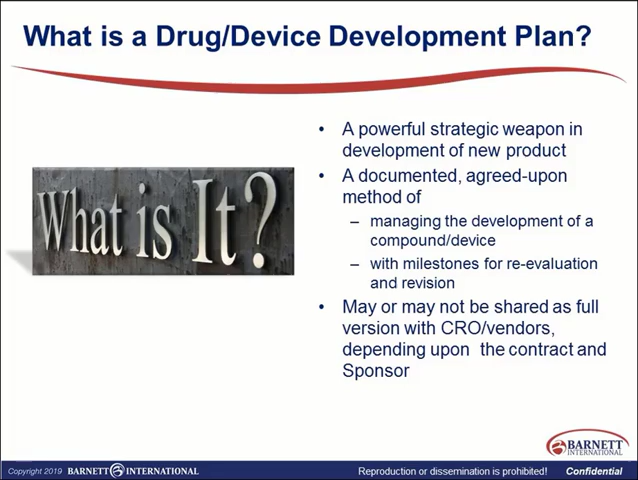 What is a Drug/Device Development Plan?
• A powerful strategic weapon in
development of new product
• A documented, agreed-upon
method of
– managing the development of a
compound/device
– with milestones for re-evaluation
and revision
• May or may not be shared as full
version with CRO/vendors,
depending upon the contract and
Sponsor
What is It?
BARNETT
INTERNATIONAL
Copyright 2019 BARNETT INTERNATIONAL
Reproduction or dissemination is prohibited! Confidential